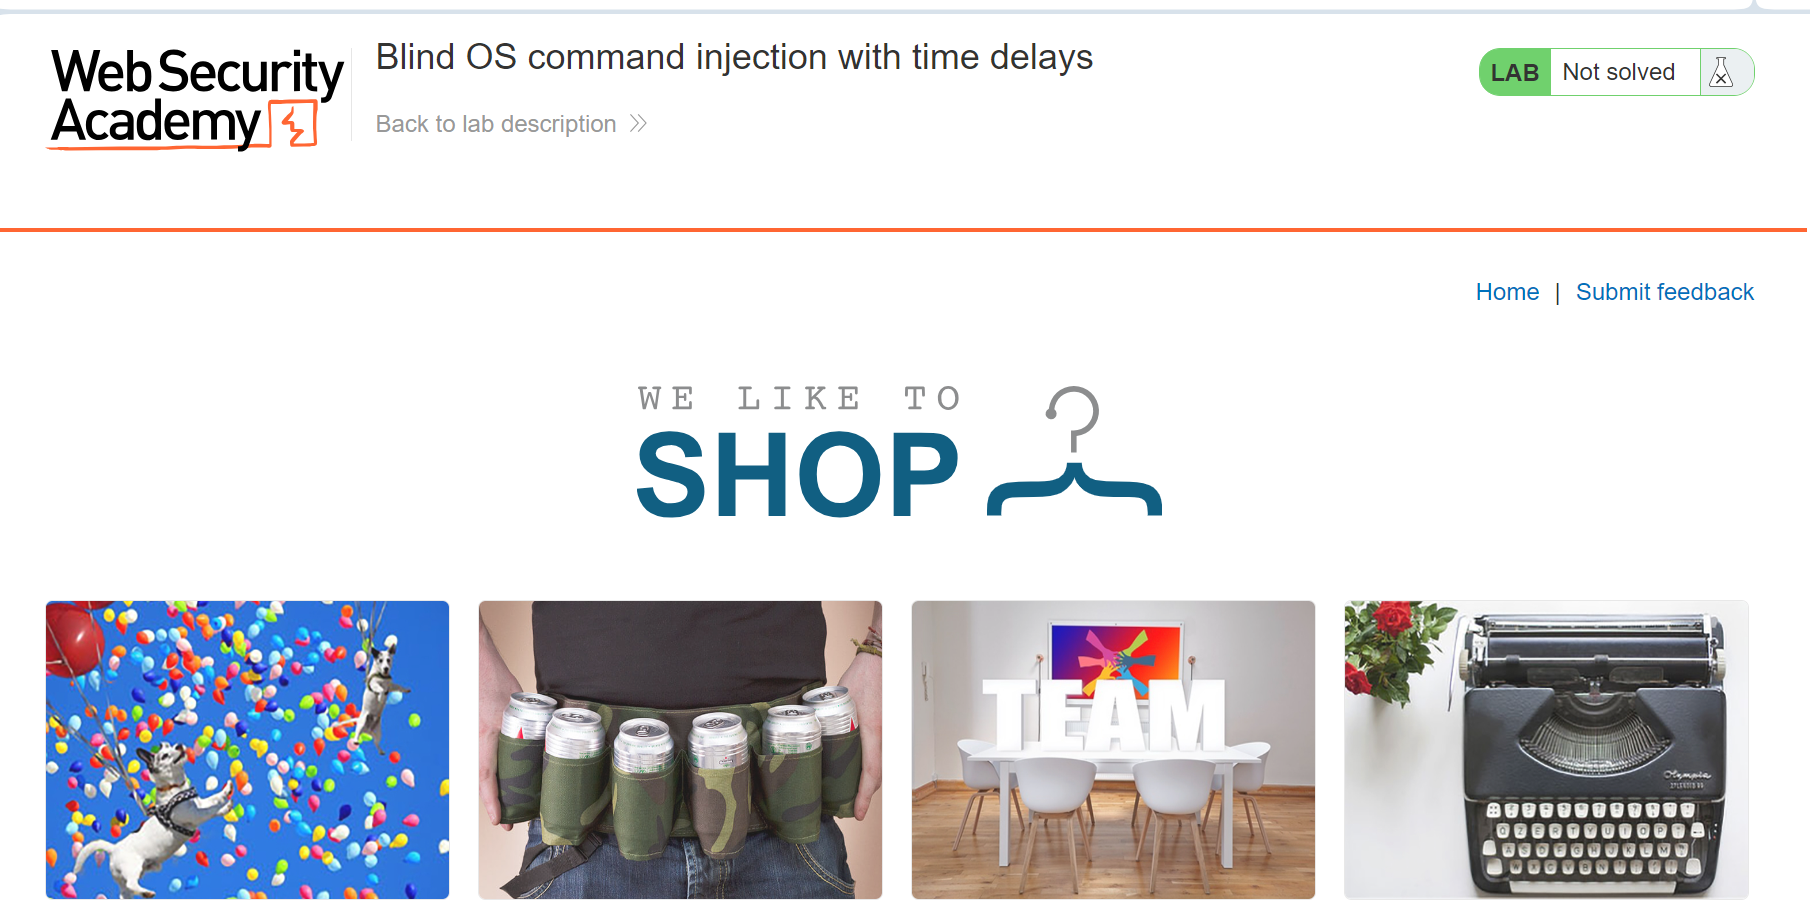 Web Security
Academy
Blind OS command injection with time delays
Back to lab description
LAB Not solved
Home | Submit feedback
WE LIKE TO
SHOP
TEAM
Olympia